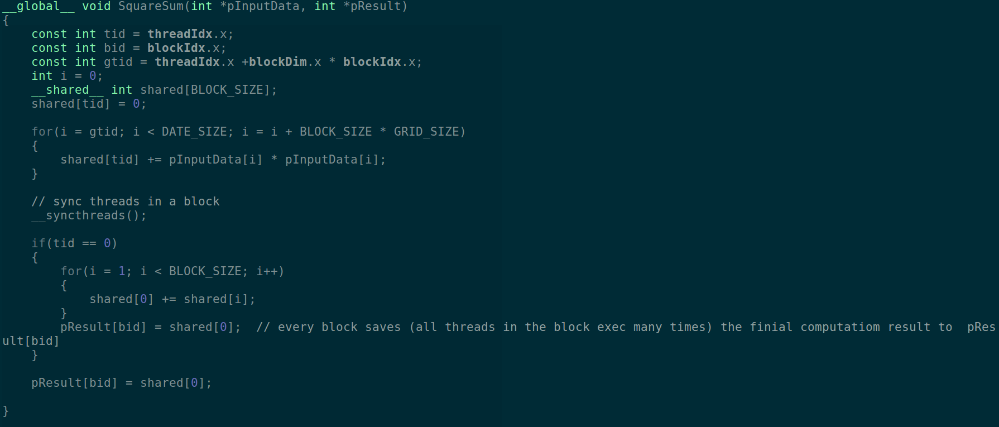 __global__ void SquareSum(int *pInputData, int *pResult)
{
    const int tid = threadIdx.x;
    const int bid = blockIdx.x;
    const int gtid = threadIdx.x +blockDim.x * blockIdx.x;
    int i = 0;
    __shared__ int shared[BLOCK_SIZE];
    shared[tid] = 0;

    for(i = gtid; i < DATE_SIZE; i = i + BLOCK_SIZE * GRID_SIZE)
    {
        shared[tid] += pInputData[i] * pInputData[i];
    }

    // sync threads in a block
    __syncthreads();

    if(tid == 0)
    {
        for(i = 1; i < BLOCK_SIZE; i++)
        {
            shared[0] += shared[i];
        }
        pResult[bid] = shared[0];  // every block saves (all threads in the block exec many times) the finial computatiom result to  pRes
ult[bid]
    }

    pResult[bid] = shared[0];

}